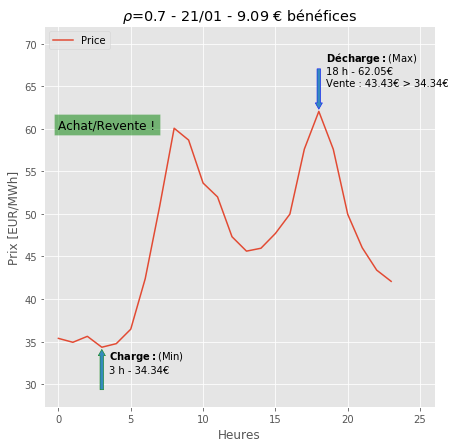 ρ=0.7 - 21/01 - 9.09 € bénéfices
Price
Décharge:(Max)
18 h - 62.05€
Vente : 43.43€ > 34.34€
Achat/Revente !
Charge:(Min)
3 h - 34.34€
Prix [EUR/MWh]
70
65
60
55
50
45
40
35
30
0 5 10 15 20 25
Heures